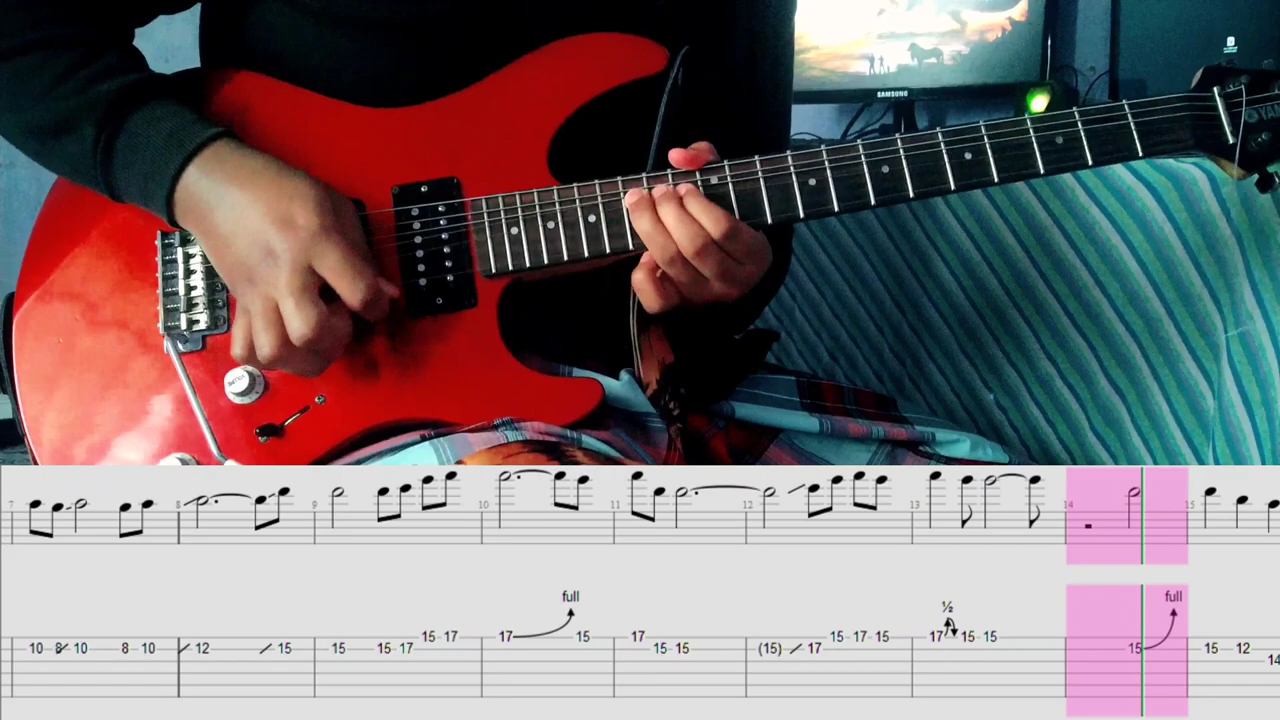 SAMSUNG
YAM
7 8 9 10 11 12 13 14 15
full ½ full
15 17 17 15 17 15 17 15 17 15 15
10 8 10 8 10 12 15 15 15 17 15 15 (15) 17 15 15 12
14